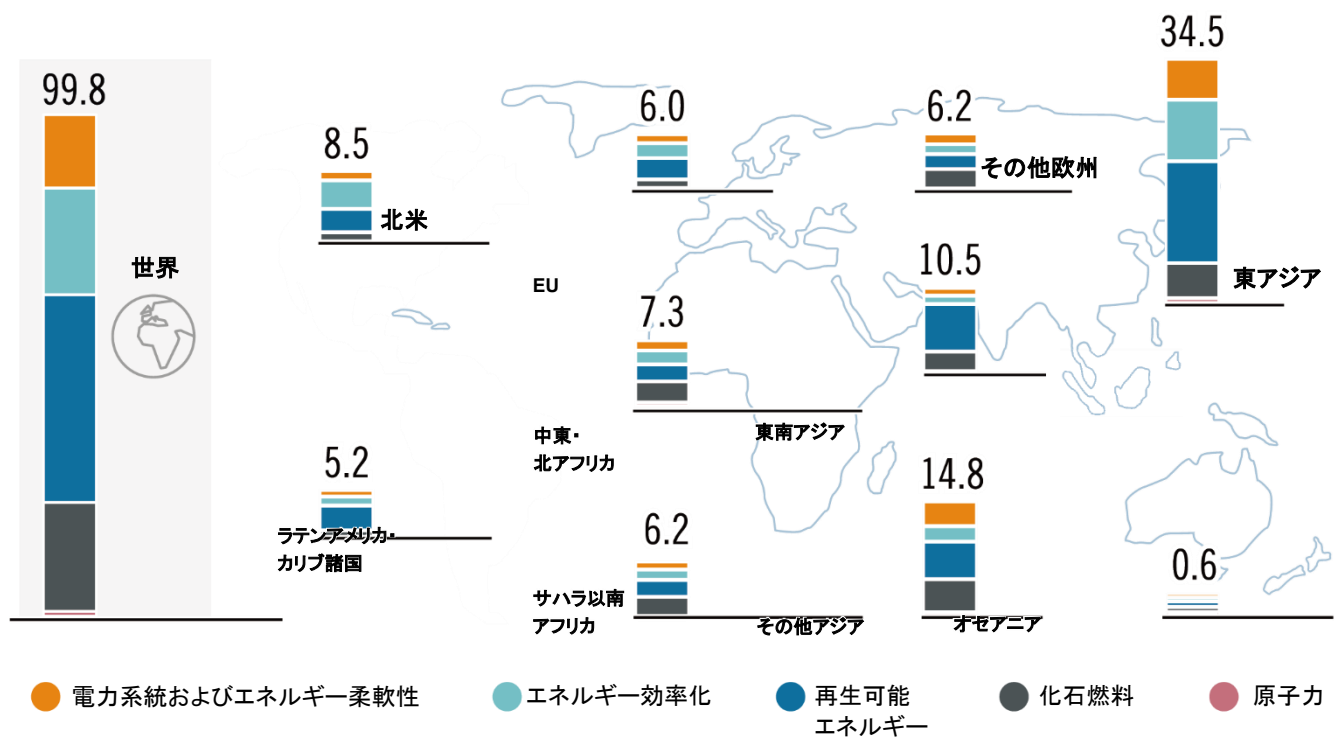 34.5
99.8
6.0
6.2
8.5
その他欧州
北米
世界
10.5
東アジア
EU
7.3
中東・
北アフリカ
東南アジア
5.2
14.8
ラテンアメリカ・
カリブ諸国
6.2
0.6
サハラ以南
アフリカ
その他アジア
オセアニア
電力系統およびエネルギー柔軟性
エネルギー効率化
再生可能
エネルギー
化石燃料
原子力